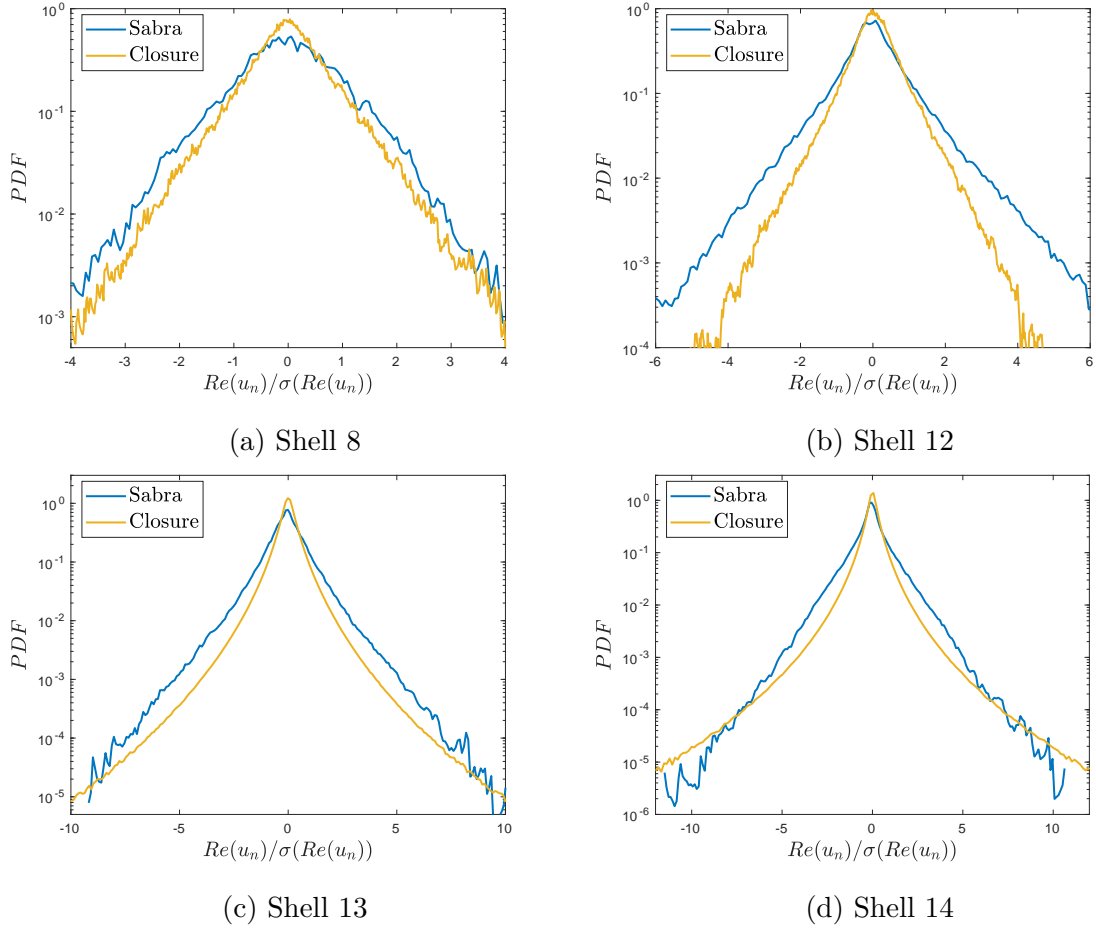 10^0
Sabra
Closure
10^-1
PDF
10^-2
10^-3
-4 -3 -2 -1 0 1 2 3 4
Re(u_n)/σ(Re(u_n))
(a) Shell 8
10^0
Sabra
Closure
10^-1
PDF
10^-2
10^-3
10^-4
-6 -4 -2 0 2 4 6
Re(u_n)/σ(Re(u_n))
(b) Shell 12
10^0
Sabra
Closure
10^-1
10^-2
PDF
10^-3
10^-4
10^-5
-10 -5 0 5 10
Re(u_n)/σ(Re(u_n))
(c) Shell 13
10^0
Sabra
Closure
10^-1
10^-2
PDF
10^-3
10^-4
10^-5
10^-6
-10 -5 0 5 10
Re(u_n)/σ(Re(u_n))
(d) Shell 14